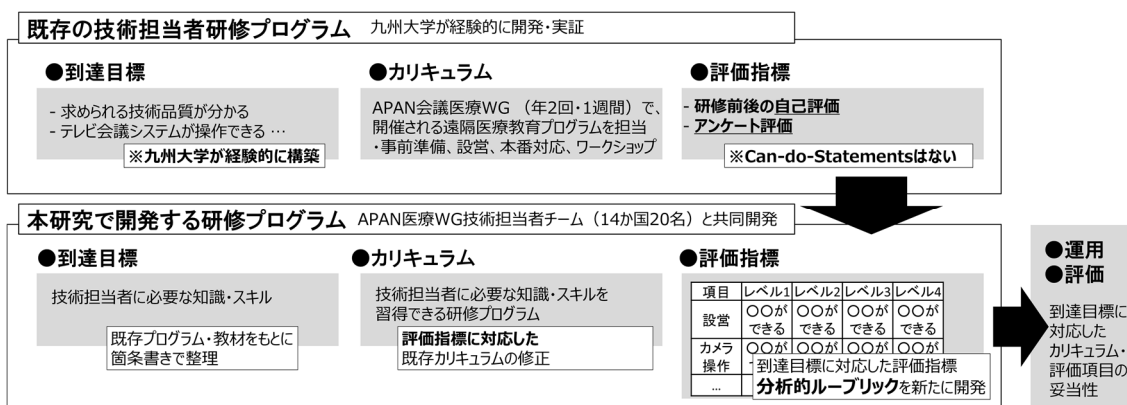 既存の技術担当者研修プログラム 九州大学が経験的に開発・実証
●到達目標
- 求められる技術品質が分かる
- テレビ会議システムが操作できる …
※九州大学が経験的に構築
●カリキュラム
APAN会議医療WG （年2回・1週間）で、
開催される遠隔医療教育プログラムを担当
・事前準備、設営、本番対応、ワークショップ
●評価指標
- 研修前後の自己評価
- アンケート評価
※Can-do-Statementsはない
本研究で開発する研修プログラム APAN医療WG技術担当者チーム（14か国20名）と共同開発
●到達目標
技術担当者に必要な知識・スキル
既存プログラム・教材をもとに
箇条書きで整理
●カリキュラム
技術担当者に必要な知識・スキルを
習得できる研修プログラム
評価指標に対応した
既存カリキュラムの修正
●評価指標
項目 レベル1 レベル2 レベル3 レベル4
設営 〇〇が できる 〇〇が できる 〇〇が できる 〇〇が できる
カメラ 操作 〇〇が 〇〇が 〇〇が 〇〇が
…
到達目標に対応した評価指標
分析的ルーブリックを新たに開発
●運用
●評価
到達目標に
対応した
カリキュラム・
評価項目の
妥当性